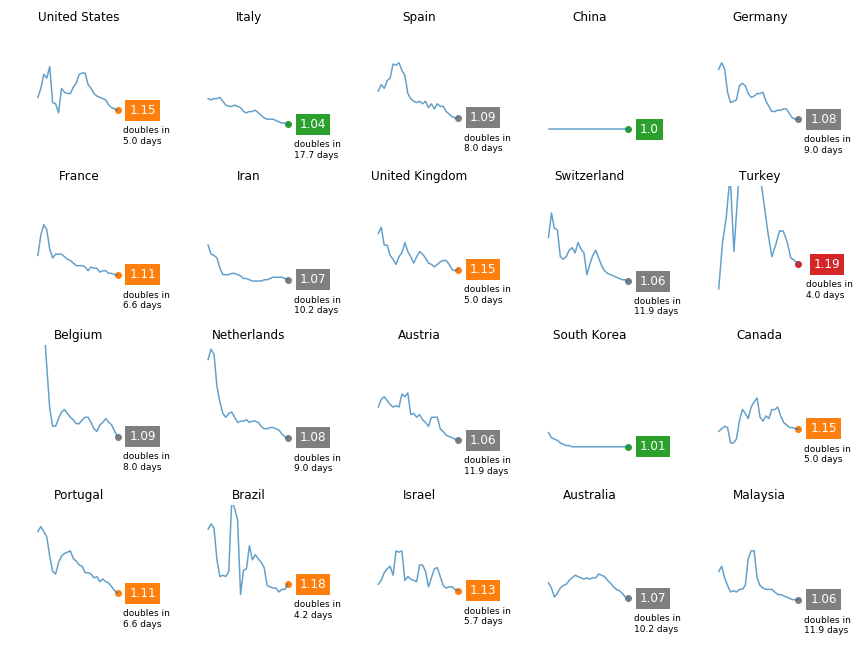 United States
1.15
doubles in
5.0 days
Italy
1.04
doubles in
17.7 days
Spain
1.09
doubles in
8.0 days
China
1.0
Germany
1.08
doubles in
9.0 days
France
1.11
doubles in
6.6 days
Iran
1.07
doubles in
10.2 days
United Kingdom
1.15
doubles in
5.0 days
Switzerland
1.06
doubles in
11.9 days
Turkey
1.19
doubles in
4.0 days
Belgium
1.09
doubles in
8.0 days
Netherlands
1.08
doubles in
9.0 days
Austria
1.06
doubles in
11.9 days
South Korea
1.01
Canada
1.15
doubles in
5.0 days
Portugal
1.11
doubles in
6.6 days
Brazil
1.18
doubles in
4.2 days
Israel
1.13
doubles in
5.7 days
Australia
1.07
doubles in
10.2 days
Malaysia
1.06
doubles in
11.9 days